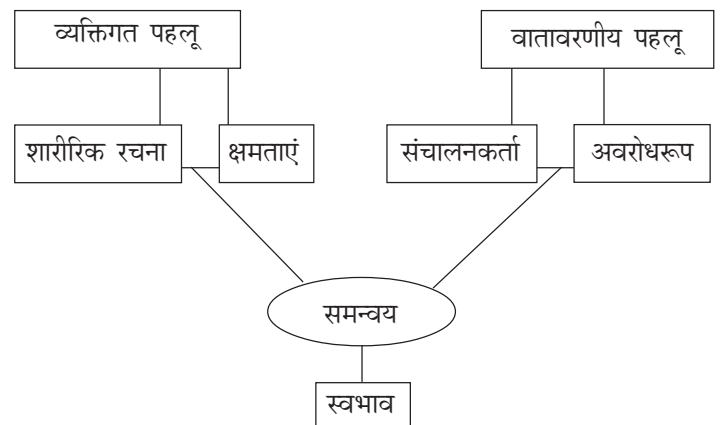 व्यक्तिगत पहलू
वातावरणीय पहलू
शारीरिक रचना
क्षमताएं
संचालनकर्ता
अवरोधरूप
समन्वय
स्वभाव